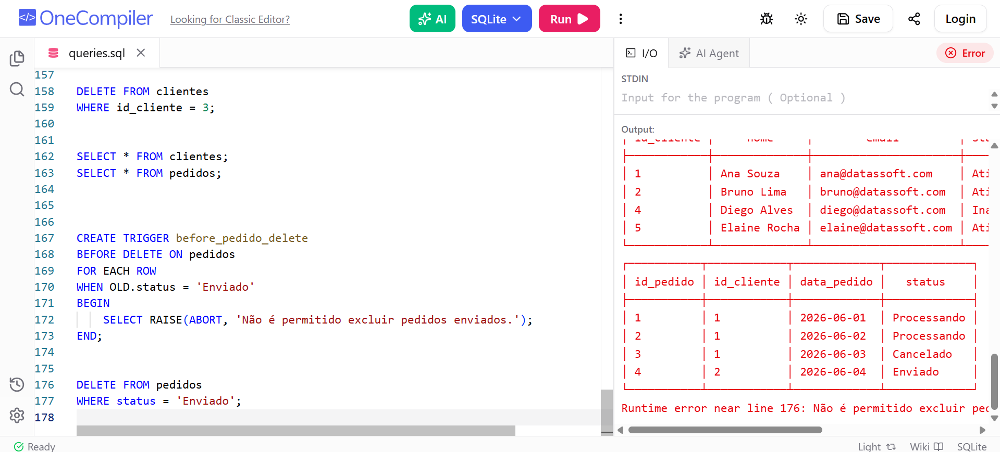 </> OneCompiler
Looking for Classic Editor?
AI
SQLite
Run
Save
Login
queries.sql
I/O
AI Agent
Error
STDIN
Input for the program ( Optional )
Output:
157
158 DELETE FROM clientes
159 WHERE id_cliente = 3;
160
161
162 SELECT * FROM clientes;
163 SELECT * FROM pedidos;
164
165
166
167 CREATE TRIGGER before_pedido_delete
168 BEFORE DELETE ON pedidos
169 FOR EACH ROW
170 WHEN OLD.status = 'Enviado'
171 BEGIN
172 SELECT RAISE(ABORT, 'Não é permitido excluir pedidos enviados.');
173 END;
174
175
176 DELETE FROM pedidos
177 WHERE status = 'Enviado';
178
id_cliente nome email
1 Ana Souza ana@datassoft.com Ati
2 Bruno Lima bruno@datassoft.com Ati
4 Diego Alves diego@datassoft.com Ina
5 Elaine Rocha elaine@datassoft.com Ati
id_pedido id_cliente data_pedido status
1 1 2026-06-01 Processando
2 1 2026-06-02 Processando
3 1 2026-06-03 Cancelado
4 2 2026-06-04 Enviado
Runtime error near line 176: Não é permitido excluir ped
Ready
Light
Wiki
SQLite